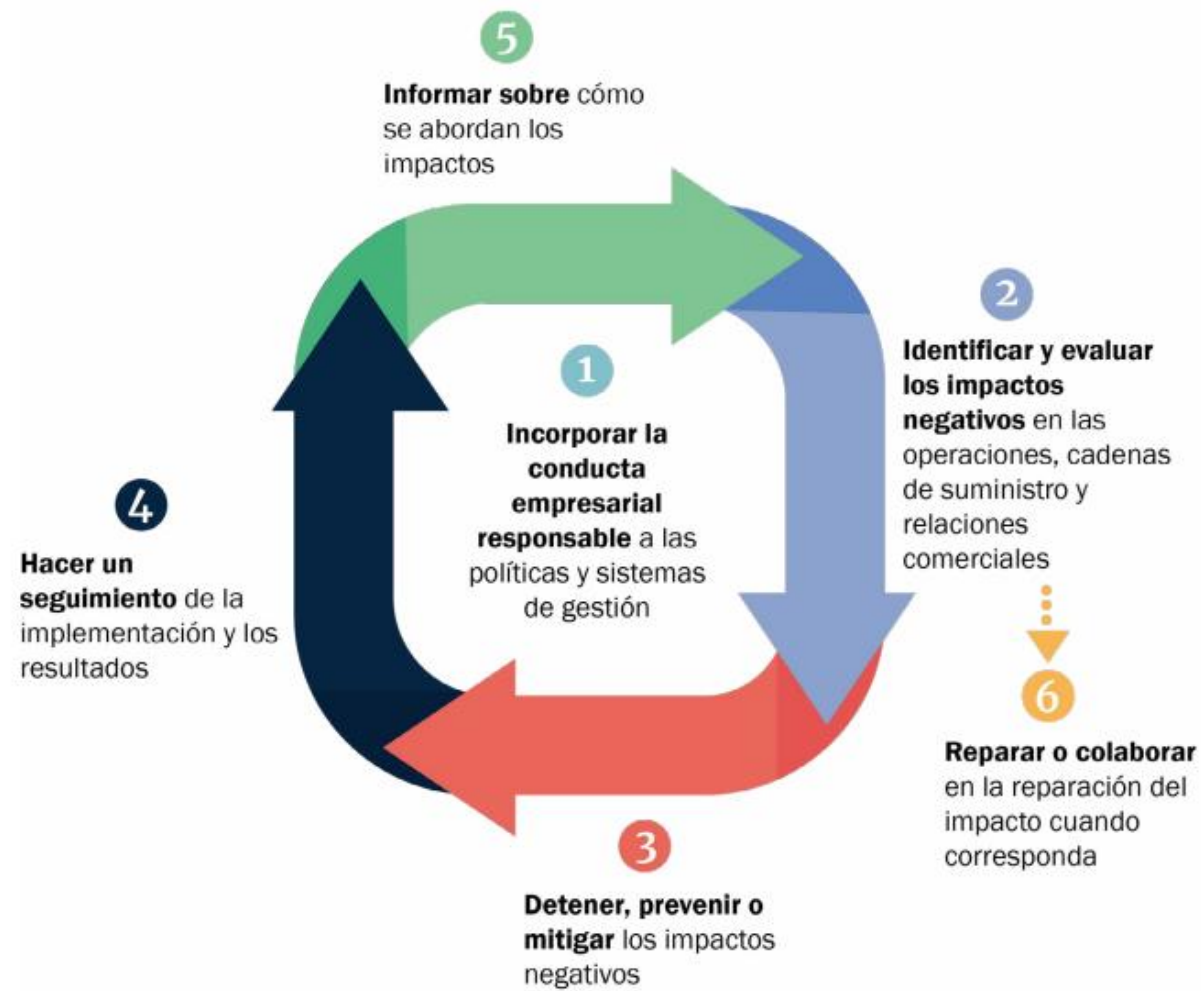 5
Informar sobre cómo
se abordan los
impactos
1
Incorporar la
conducta
empresarial
responsable a las
políticas y sistemas
de gestión
2
Identificar y evaluar
los impactos
negativos en las
operaciones, cadenas
de suministro y
relaciones
comerciales
4
Hacer un
seguimiento de la
implementación y los
resultados
6
Reparar o colaborar
en la reparación del
impacto cuando
corresponda
3
Detener, prevenir o
mitigar los impactos
negativos